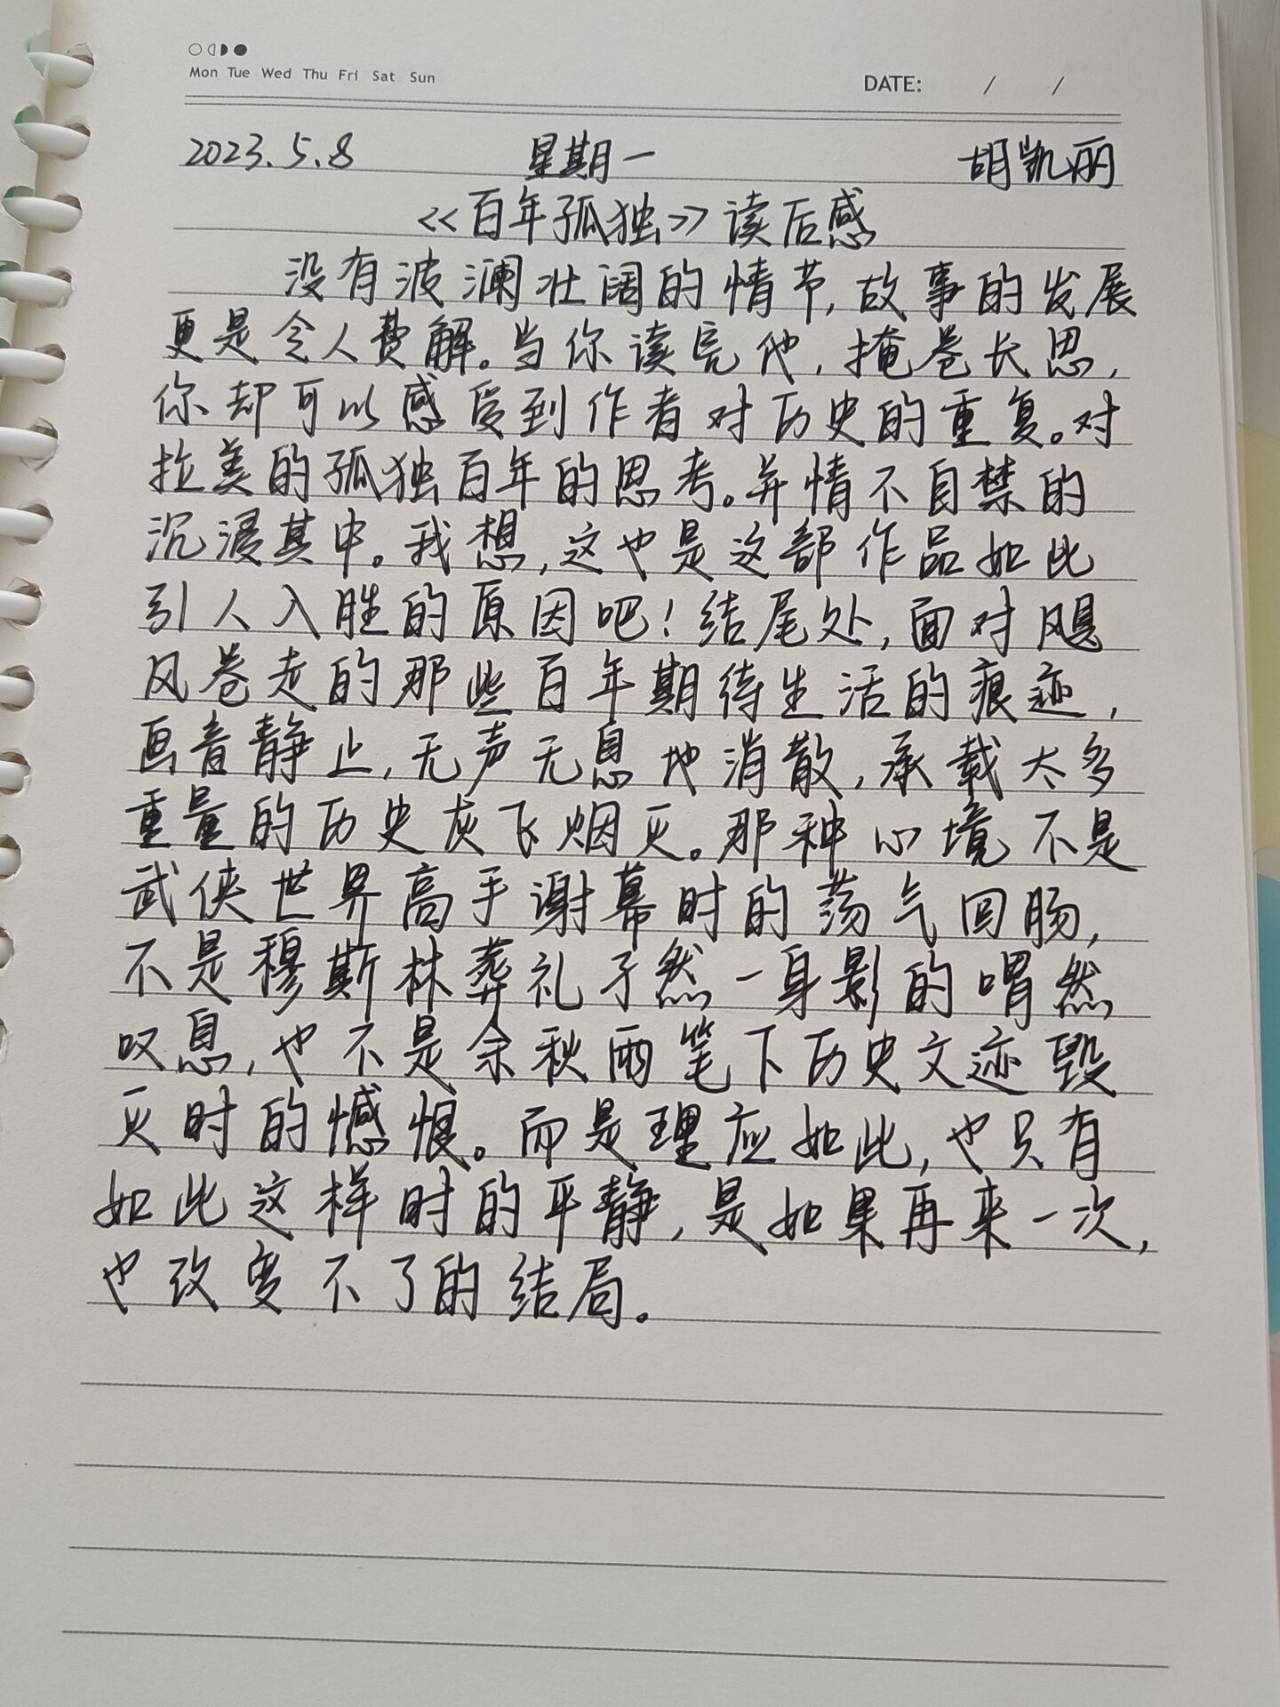 Mon Tue Wed Thu Fri Sat Sun
DATE: / /
2023.5.8 星期一 胡凯丽
<<百年孤独>>读后感
没有波澜壮阔的情节,故事的发展
更是令人费解。当你读完他,掩卷长思,
你却可以感受到作者对历史的重复。对
拉美的孤独百年的思考。并情不自禁的
沉浸其中。我想,这也是这部作品如此
引人入胜的原因吧!结尾处,面对飓
风卷走的那些百年期待生活的痕迹,
画音静止,无声无息地消散,承载太多
重量的历史灰飞烟灭。那种心境不是
武侠世界高手谢幕时的荡气回肠,
不是穆斯林葬礼孑然一身影的喟然
叹息,也不是余秋雨笔下历史文迹毁
灭时的憾恨。而是理应如此,也只有
如此这样时的平静,是如果再来一次,
也改变不了的结局。